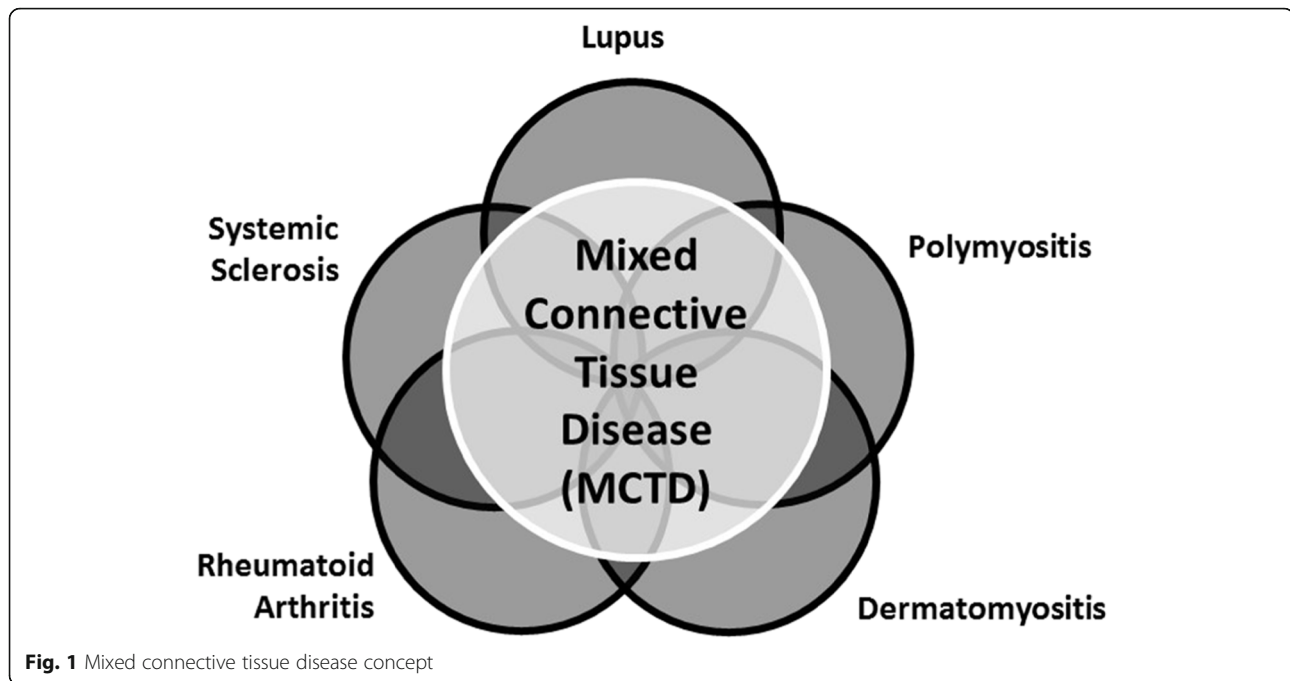 Lupus
Systemic
Sclerosis
Polymyositis
Mixed
Connective
Tissue
Disease
(MCTD)
Rheumatoid
Arthritis
Dermatomyositis
Fig. 1 Mixed connective tissue disease concept